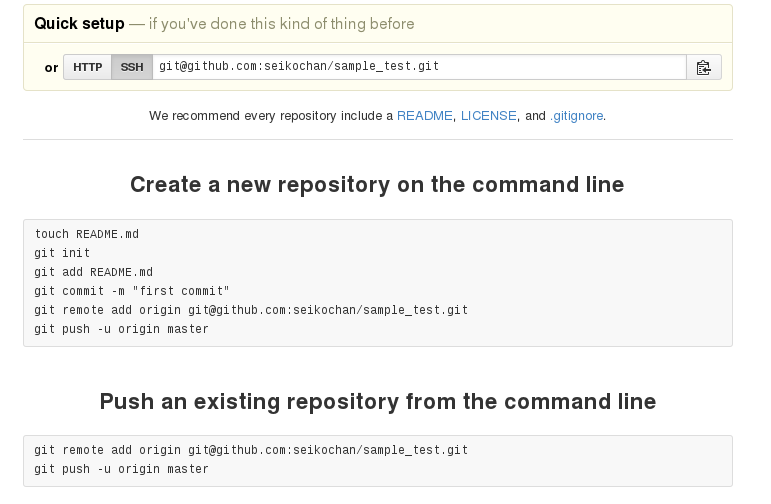 Quick setup — if you've done this kind of thing before
or HTTP SSH git@github.com:seikochan/sample_test.git
We recommend every repository include a README, LICENSE, and .gitignore.
Create a new repository on the command line
touch README.md
git init
git add README.md
git commit -m "first commit"
git remote add origin git@github.com:seikochan/sample_test.git
git push -u origin master
Push an existing repository from the command line
git remote add origin git@github.com:seikochan/sample_test.git
git push -u origin master